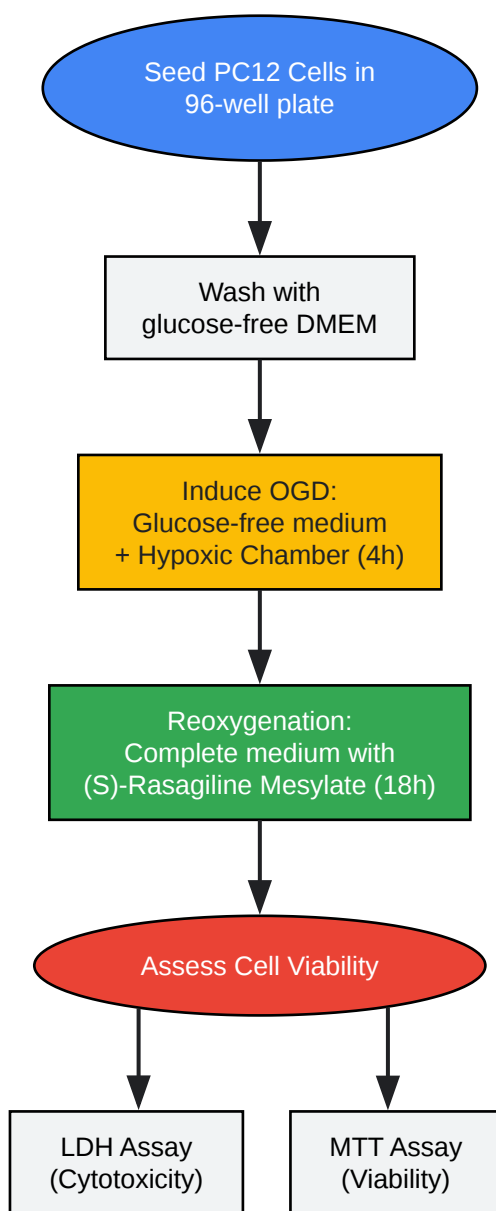 Seed PC12 Cells in
96-well plate
Wash with
glucose-free DMEM
Induce OGD:
Glucose-free medium
+ Hypoxic Chamber (4h)
Reoxygenation:
Complete medium with
(S)-Rasagiline Mesylate (18h)
Assess Cell Viability
LDH Assay
(Cytotoxicity)
MTT Assay
(Viability)